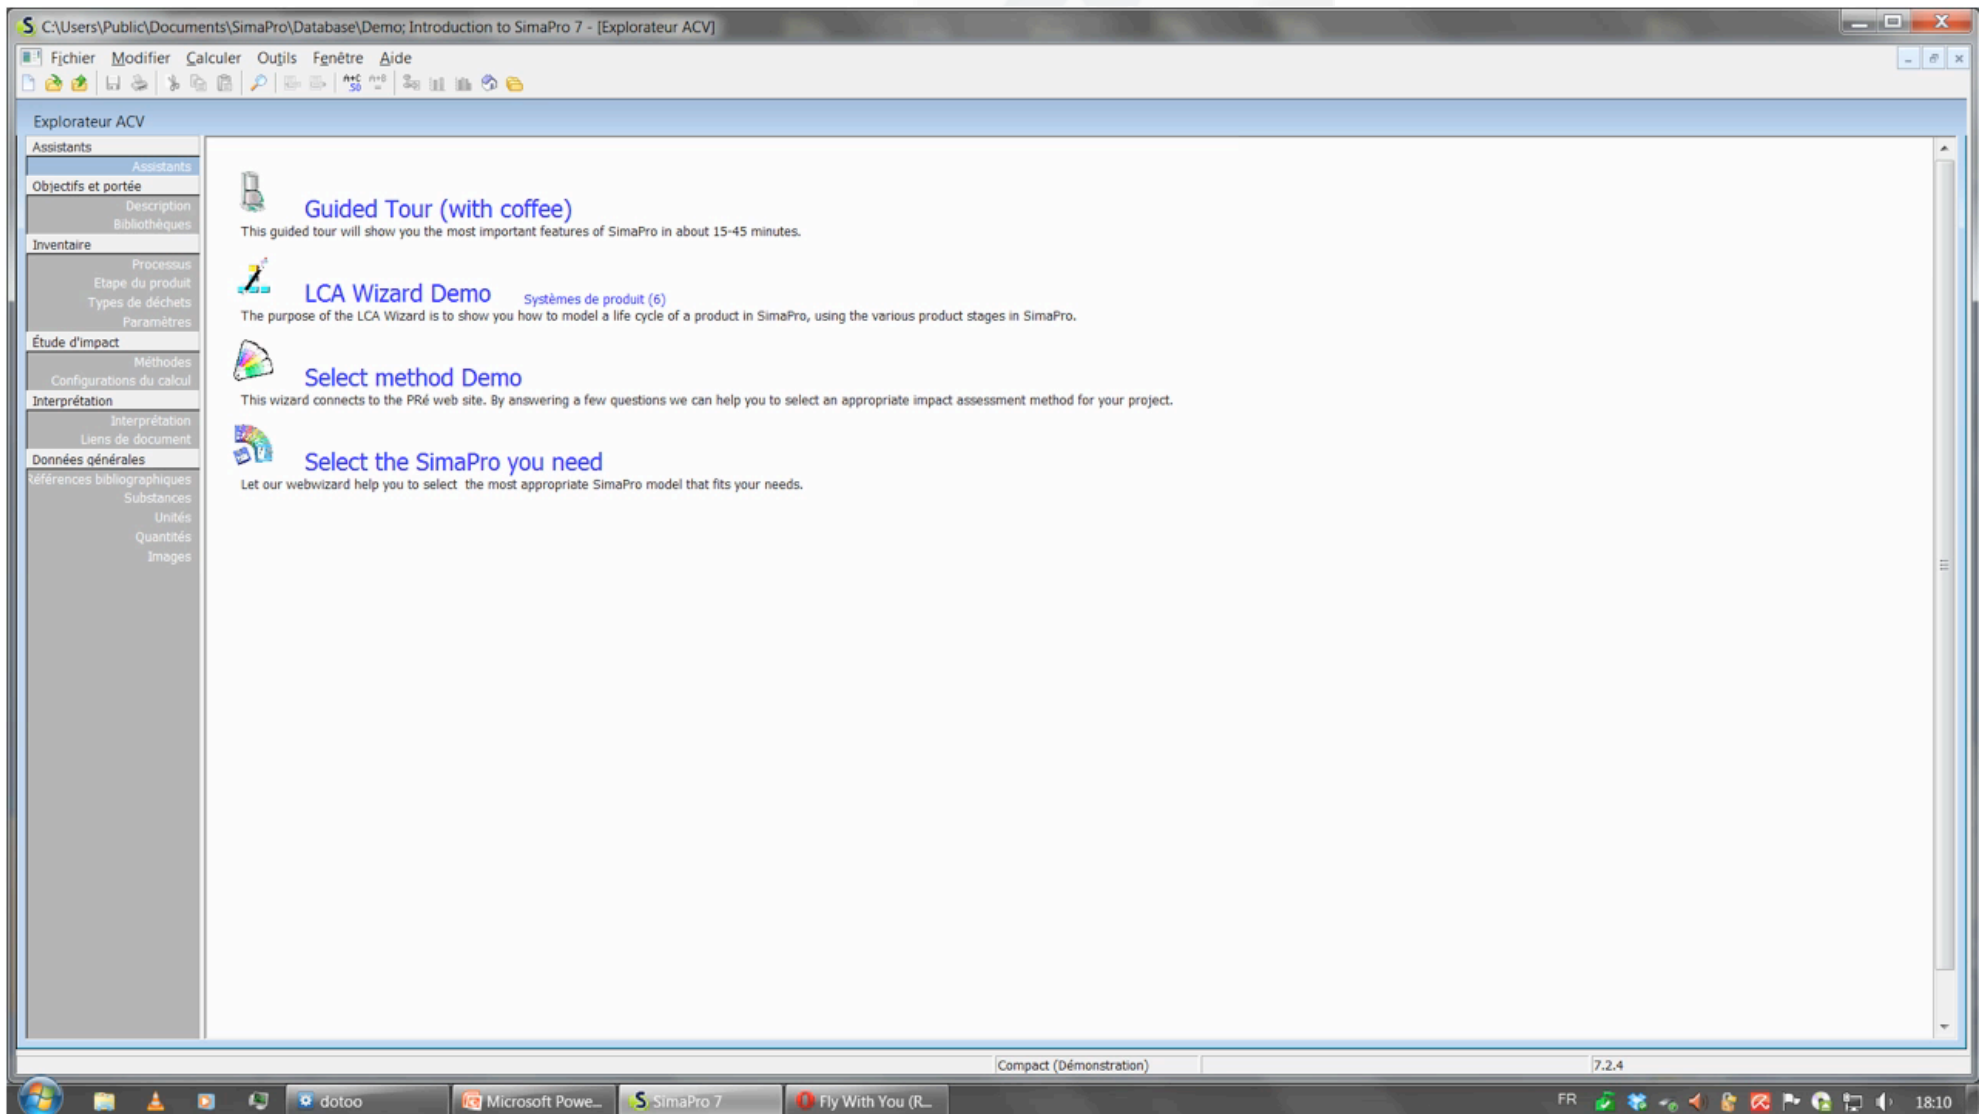 C:\Users\Public\Documents\SimaPro\Database\Demo; Introduction to SimaPro 7 - [Explorateur ACV]
Fichier Modifier Calculer Outils Fenêtre Aide
Explorateur ACV
Assistants
Assistants
Objectifs et portée
Description
Bibliothèques
Inventaire
Processus
Etape du produit
Types de déchets
Paramètres
Étude d'impact
Méthodes
Configurations du calcul
Interprétation
Interprétation
Liens de document
Données générales
Références bibliographiques
Substances
Unités
Quantités
Images
Guided Tour (with coffee)
This guided tour will show you the most important features of SimaPro in about 15-45 minutes.
LCA Wizard Demo Systèmes de produit (6)
The purpose of the LCA Wizard is to show you how to model a life cycle of a product in SimaPro, using the various product stages in SimaPro.
Select method Demo
This wizard connects to the PRé web site. By answering a few questions we can help you to select an appropriate impact assessment method for your project.
Select the SimaPro you need
Let our webwizard help you to select the most appropriate SimaPro model that fits your needs.
Compact (Démonstration) 7.2.4
dotoo Microsoft Powe... SimaPro 7 Fly With You (R... FR 18:10